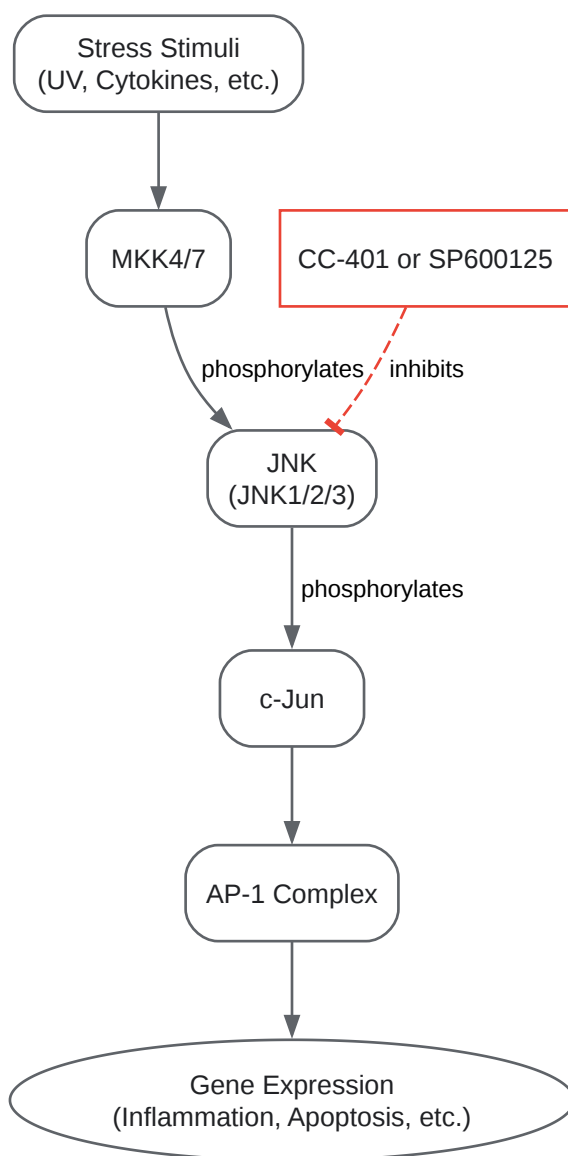 Stress Stimuli
(UV, Cytokines, etc.)
MKK4/7
CC-401 or SP600125
phosphorylates
inhibits
JNK
(JNK1/2/3)
phosphorylates
c-Jun
AP-1 Complex
Gene Expression
(Inflammation, Apoptosis, etc.)